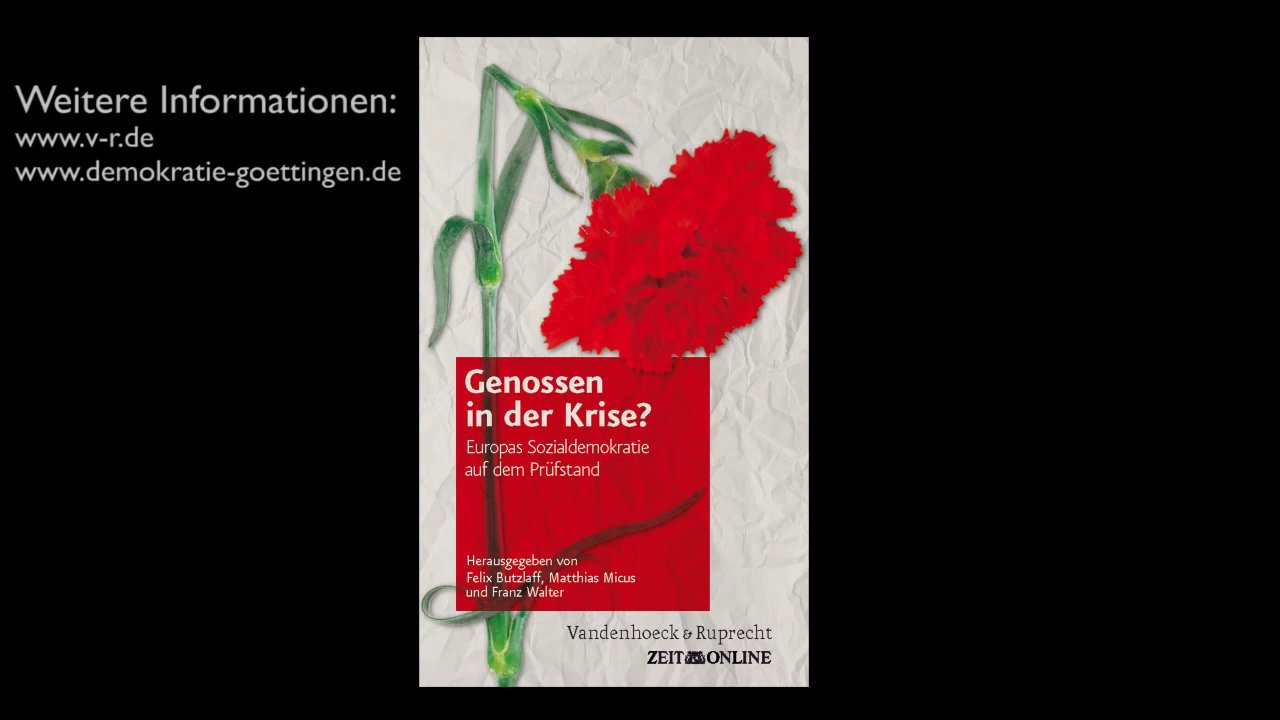 Weitere Informationen:
www.v-r.de
www.demokratie-goettingen.de
Genossen
in der Krise?
Europas Sozialdemokratie
auf dem Prüfstand
Herausgegeben von
Felix Butzlaff, Matthias Micus
und Franz Walter
Vandenhoeck & Ruprecht
ZEIT ONLINE